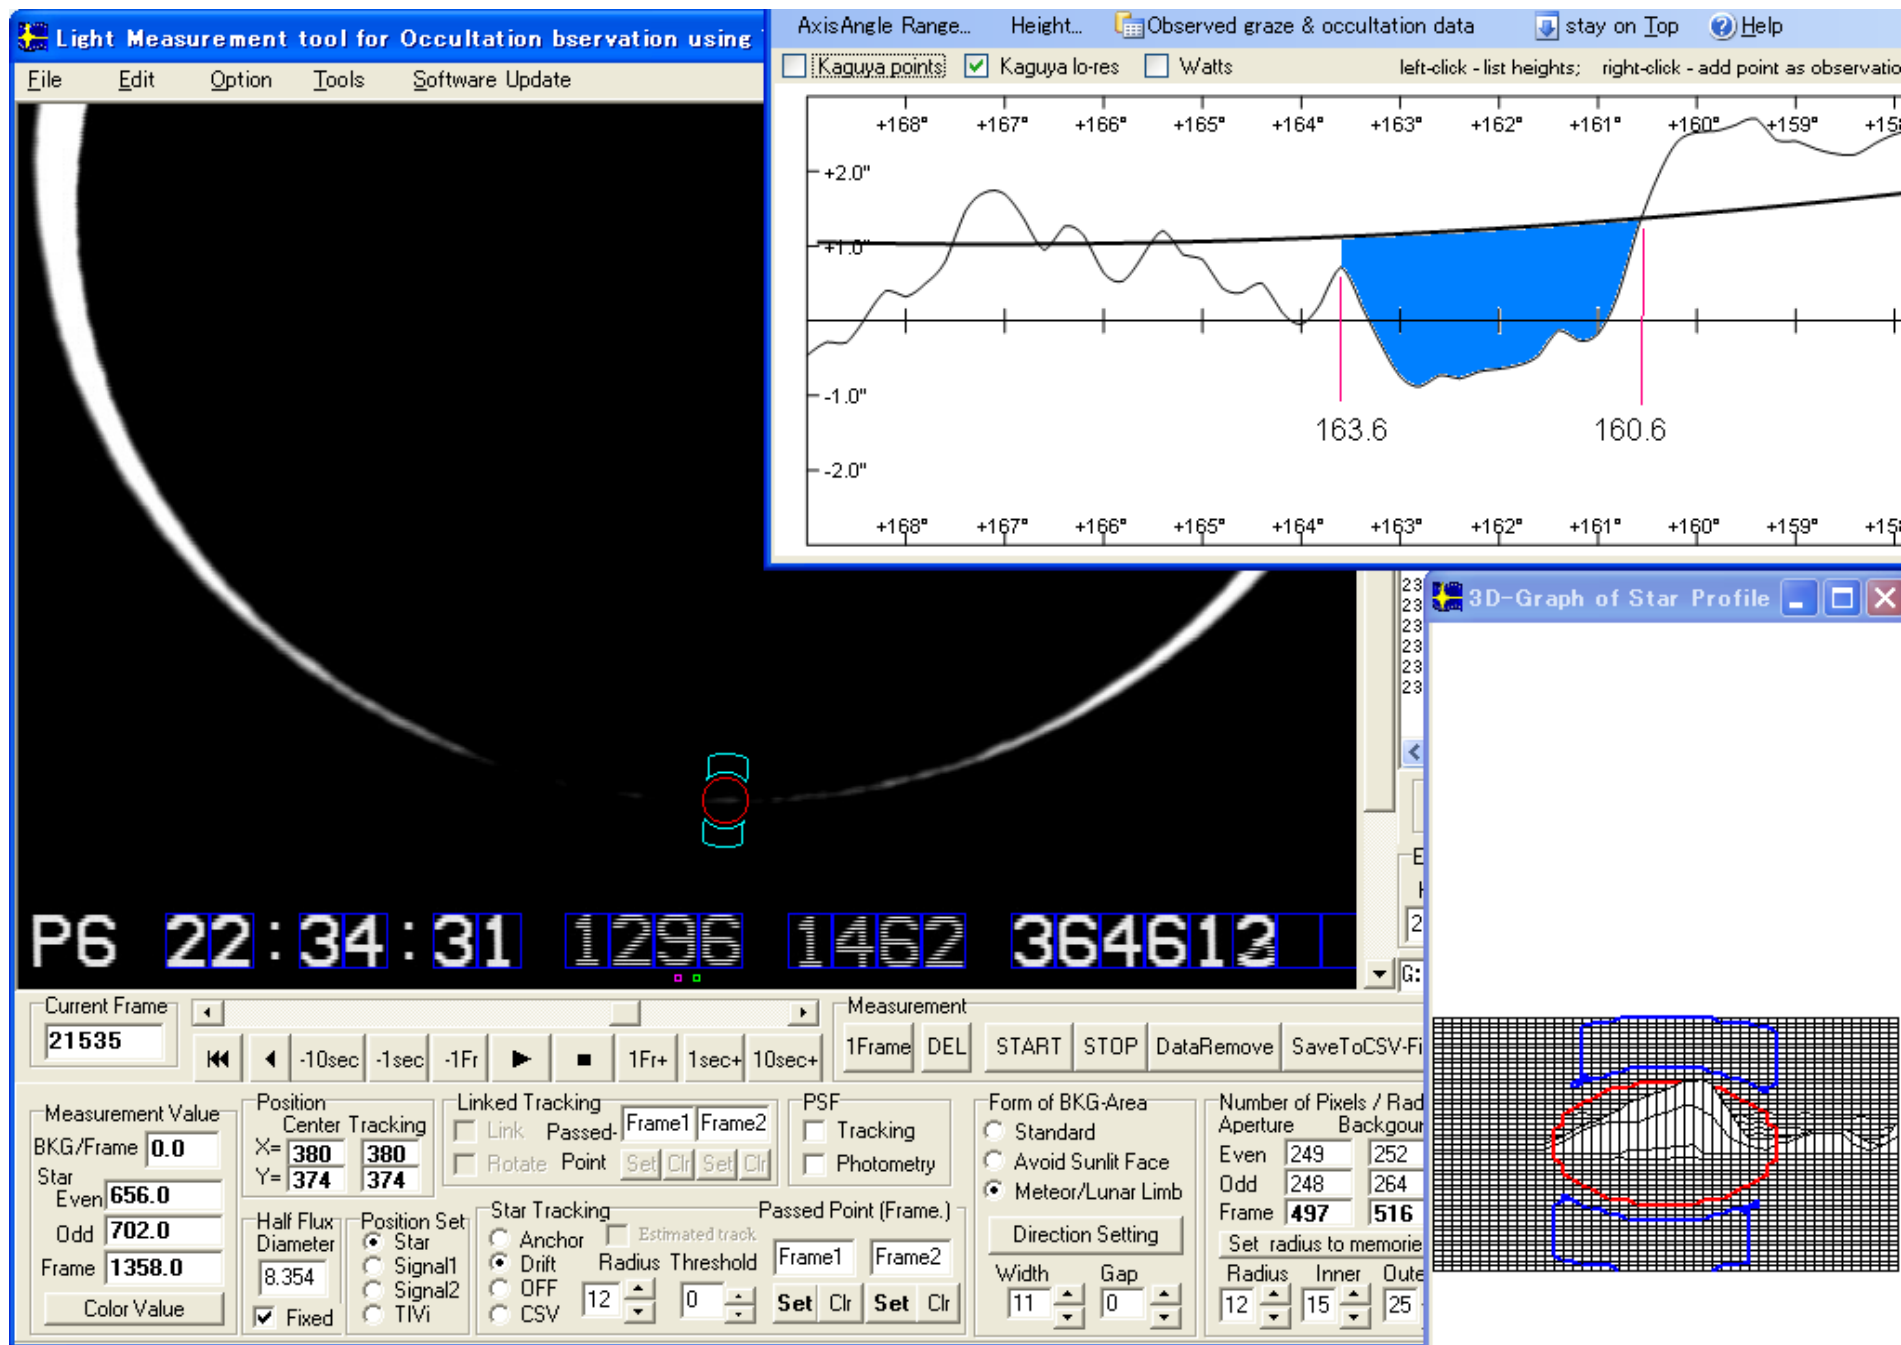 Light Measurement tool for Occultation bservation using
File Edit Option Tools Software Update
AxisAngle Range... Height... Observed graze & occultation data stay on Top Help
Kaguya points Kaguya lo-res Watts left-click - list heights; right-click - add point as observatio
+168° +167° +166° +165° +164° +163° +162° +161° +160° +159° +158
+2.0"
+1.0"
-1.0"
163.6 160.6
-2.0"
+168° +167° +166° +165° +164° +163° +162° +161° +160° +159° +158
23
23
23
23
23
23
3D-Graph of Star Profile
P6 22:34:31 1296 1462 364612
2
G:
Current Frame
21535
-10sec -1sec -1Fr 1Fr+ 1sec+ 10sec+
Measurement
1Frame DEL START STOP DataRemove SaveToCSV-Fi
Measurement Value
BKG/Frame 0.0
Star
Even 656.0
Odd 702.0
Frame 1358.0
Color Value
Position
Center Tracking
X= 380 380
Y= 374 374
Half Flux
Diameter
8.354
Fixed
Position Set
Star
Signal1
Signal2
TIVi
Linked Tracking
Link Passed- Frame1 Frame2
Rotate Point Set Clr Set Clr
Star Tracking
Anchor Estimated track
Drift
OFF
CSV
Radius Threshold
12 0
Passed Point (Frame.)
Frame1 Frame2
Set Clr Set Clr
PSF
Tracking
Photometry
Form of BKG-Area
Standard
Avoid Sunlit Face
Meteor/Lunar Limb
Direction Setting
Width Gap
11 0
Number of Pixels / Rad
Aperture Backgour
Even 249 252
Odd 248 264
Frame 497 516
Set radius to memorie
Radius Inner Oute
12 15 25